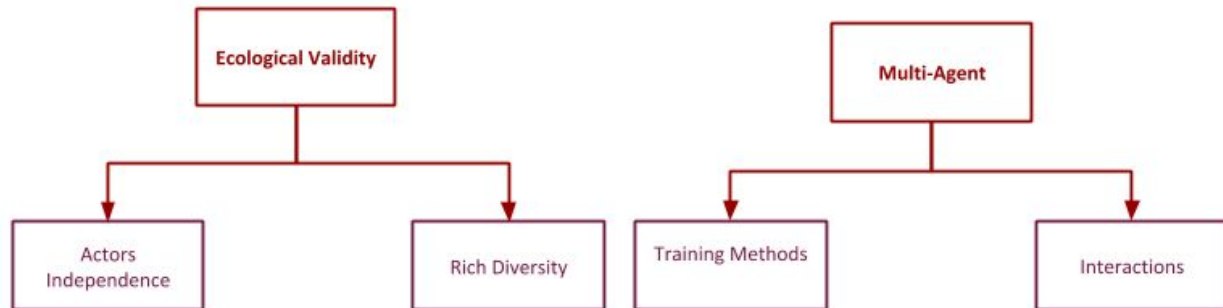 Ecological Validity
Multi-Agent
Actors
Independence
Rich Diversity
Training Methods
Interactions